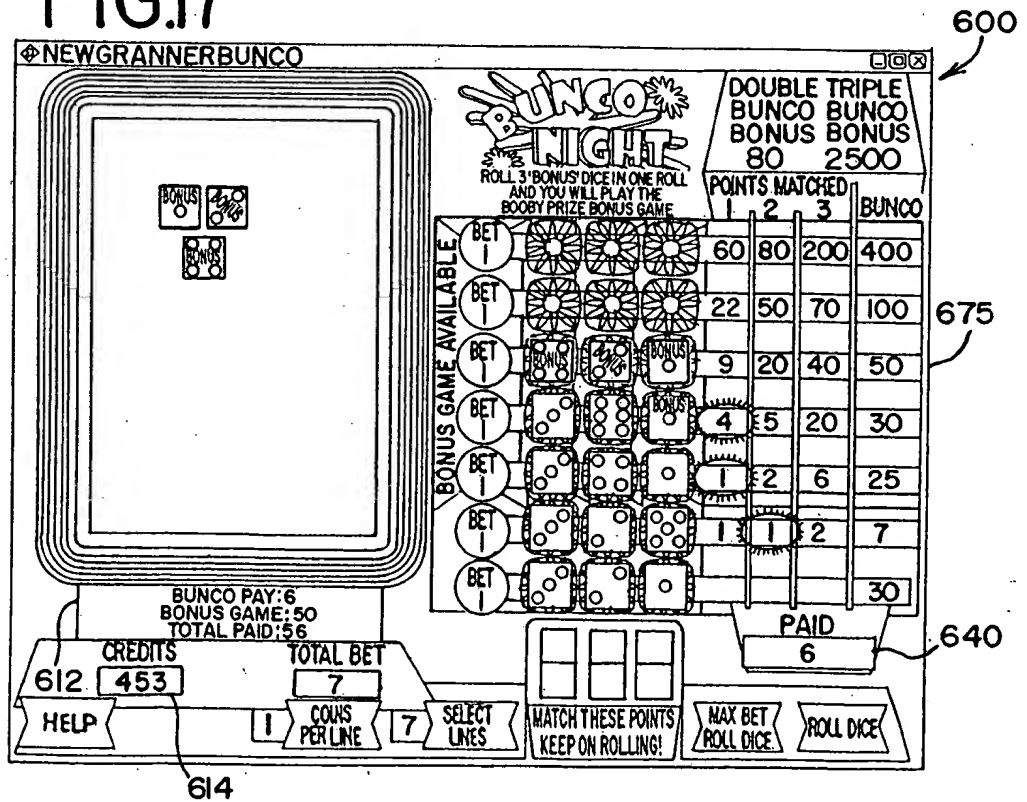 FIG.17
600
NEWGRANNERBUNCO
BUNCO
NIGHT
ROLL 3 'BONUS' DICE IN ONE ROLL
AND YOU WILL PLAY THE
BOOBY PRIZE BONUS GAME
DOUBLE TRIPLE
BUNCO BUNCO
BONUS BONUS
80 2500
POINTS MATCHED
1 2 3 BUNCO
BONUS BONUS
BONUS
BONUS GAME AVAILABLE
BET 1 60 80 200 400
BET 1 22 50 70 100
675
BET 1 BONUS BONUS BONUS 9 20 40 50
BET 1 BONUS 4 5 20 30
BET 1 1 2 6 25
BET 1 1 1 2 7
BET 1 30
BUNCO PAY:6
BONUS GAME:50
TOTAL PAID:56
PAID
6
640
CREDITS TOTAL BET
612 453 7
HELP
1 COINS PER LINE
7 SELECT LINES
MATCH THESE POINTS
KEEP ON ROLLING!
MAX BET
ROLL DICE
ROLL DICE
614